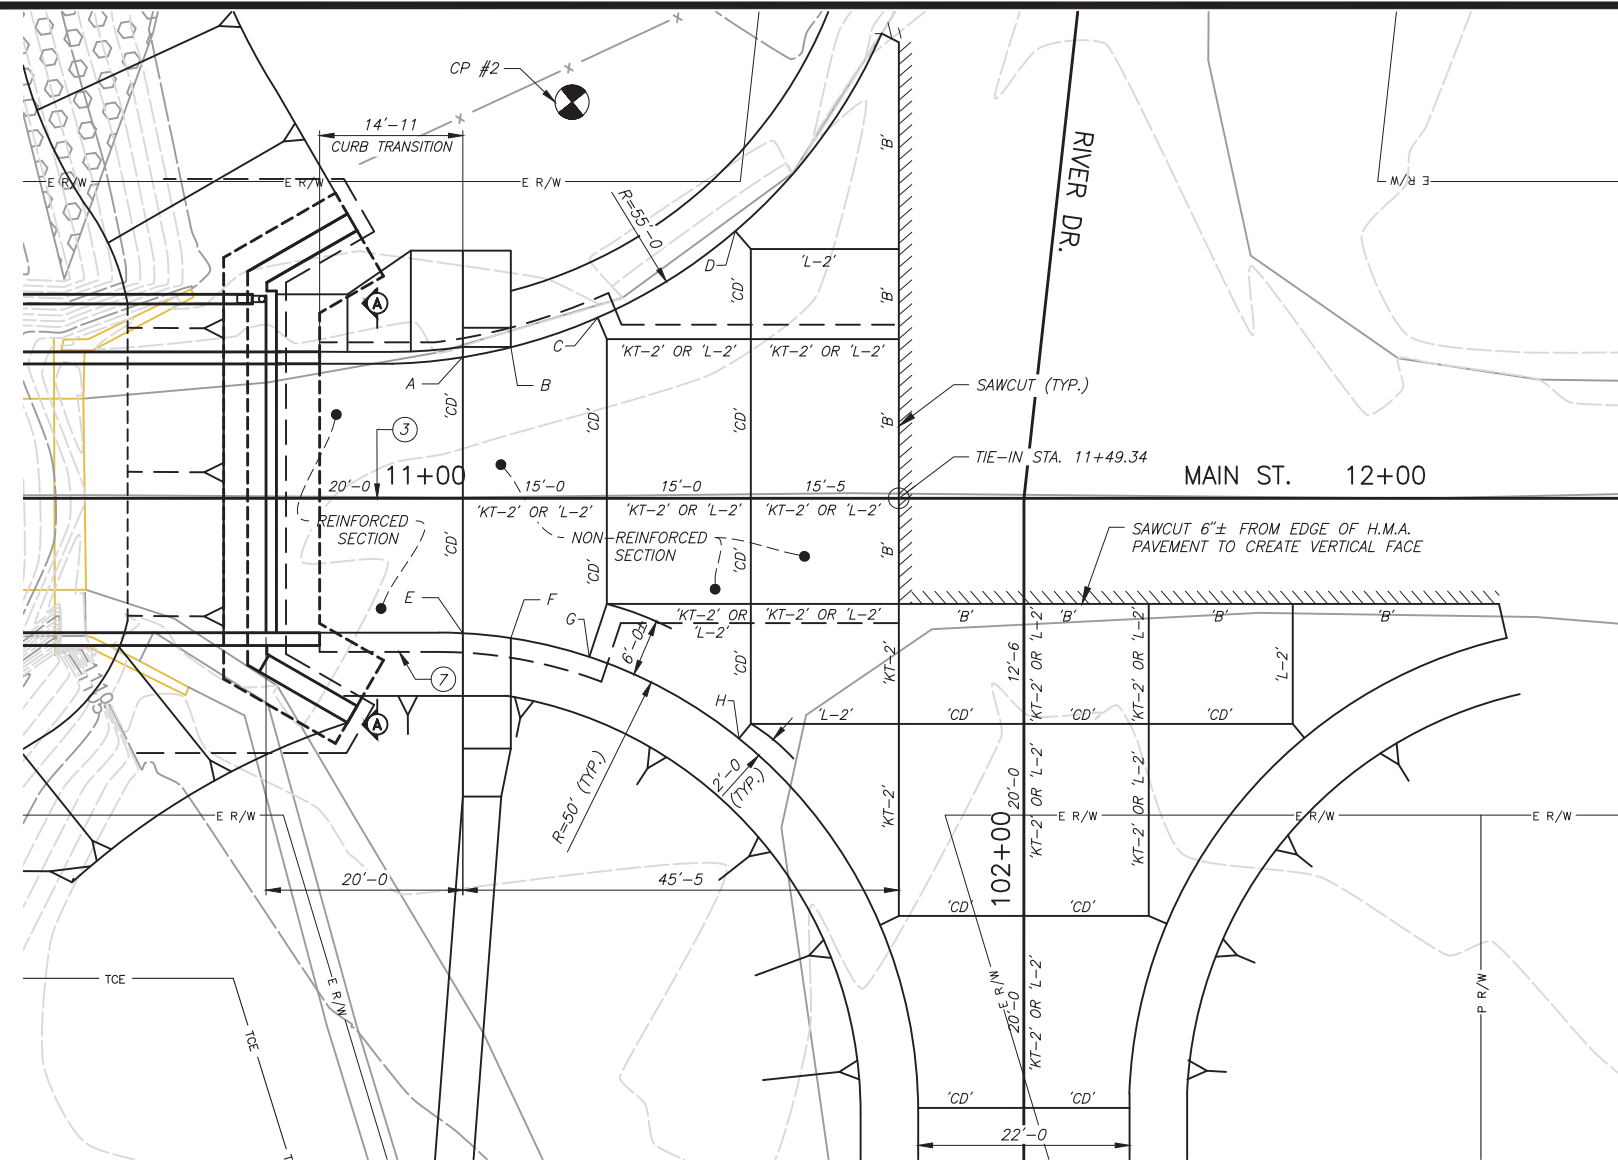 CP #2
14'-11
CURB TRANSITION
E R/W
E R/W
E R/W
E R/W
R=55'-0
RIVER DR.
'B'
'L-2'
D
'CD'
'B'
A
C
'KT-2' OR 'L-2'
'KT-2' OR 'L-2'
A
B
SAWCUT (TYP.)
'CD'
'CD'
'CD'
'B'
3
TIE-IN STA. 11+49.34
11+00
MAIN ST.
12+00
20'-0
15'-0
15'-0
15'-5
'KT-2' OR 'L-2'
'KT-2' OR 'L-2'
'KT-2' OR 'L-2'
REINFORCED
SECTION
NON-REINFORCED
SECTION
SAWCUT 6"± FROM EDGE OF H.M.A.
PAVEMENT TO CREATE VERTICAL FACE
'CD'
'CD'
'CD'
'B'
E
F
G
'KT-2' OR
'L-2'
'KT-2' OR 'L-2'
'B'
'B'
'B'
'B'
6'-0±
'CD'
'KT-2'
12'-6
'KT-2' OR 'L-2'
'KT-2' OR 'L-2'
'L-2'
7
H
'L-2'
'CD'
'CD'
'CD'
A
1195
R=50' (TYP.)
2'-0
(TYP.)
'KT-2'
20'-0
'KT-2' OR 'L-2'
'KT-2' OR 'L-2'
E R/W
E R/W
E R/W
E R/W
102+00
20'-0
45'-5
'CD'
'CD'
TCE
E R/W
E R/W
20'-0
'KT-2' OR 'L-2'
P R/W
TCE
'CD'
'CD'
22'-0